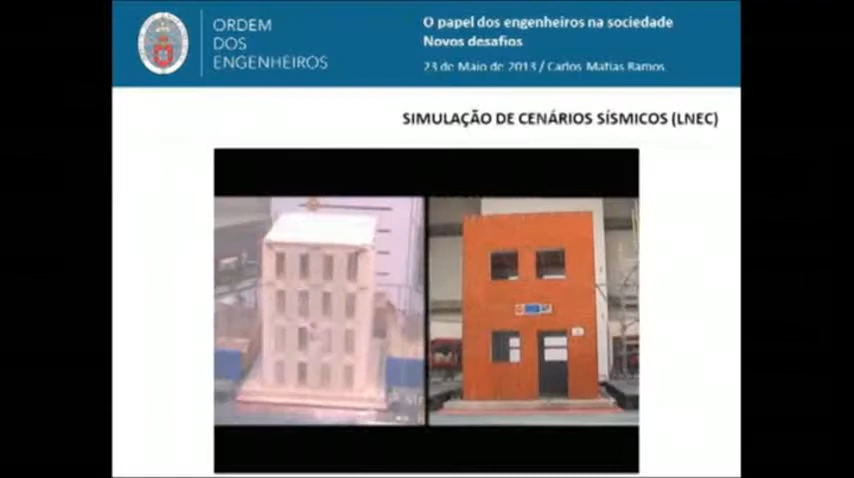 ORDEM
DOS
ENGENHEIROS
O papel dos engenheiros na sociedade
Novos desafios
23 de Maio de 2013 / Carlos Matias Ramos
SIMULAÇÃO DE CENÁRIOS SÍSMICOS (LNEC)